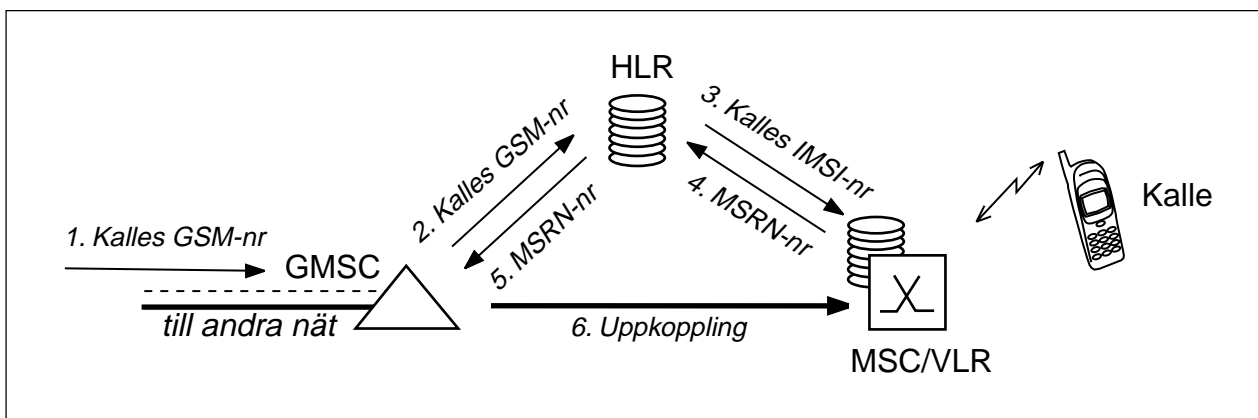 HLR
3. Kalles IMSI-nr
2. Kalles GSM-nr
4. MSRN-nr
Kalle
1. Kalles GSM-nr
5. MSRN-nr
GMSC
till andra nät
6. Uppkoppling
MSC/VLR